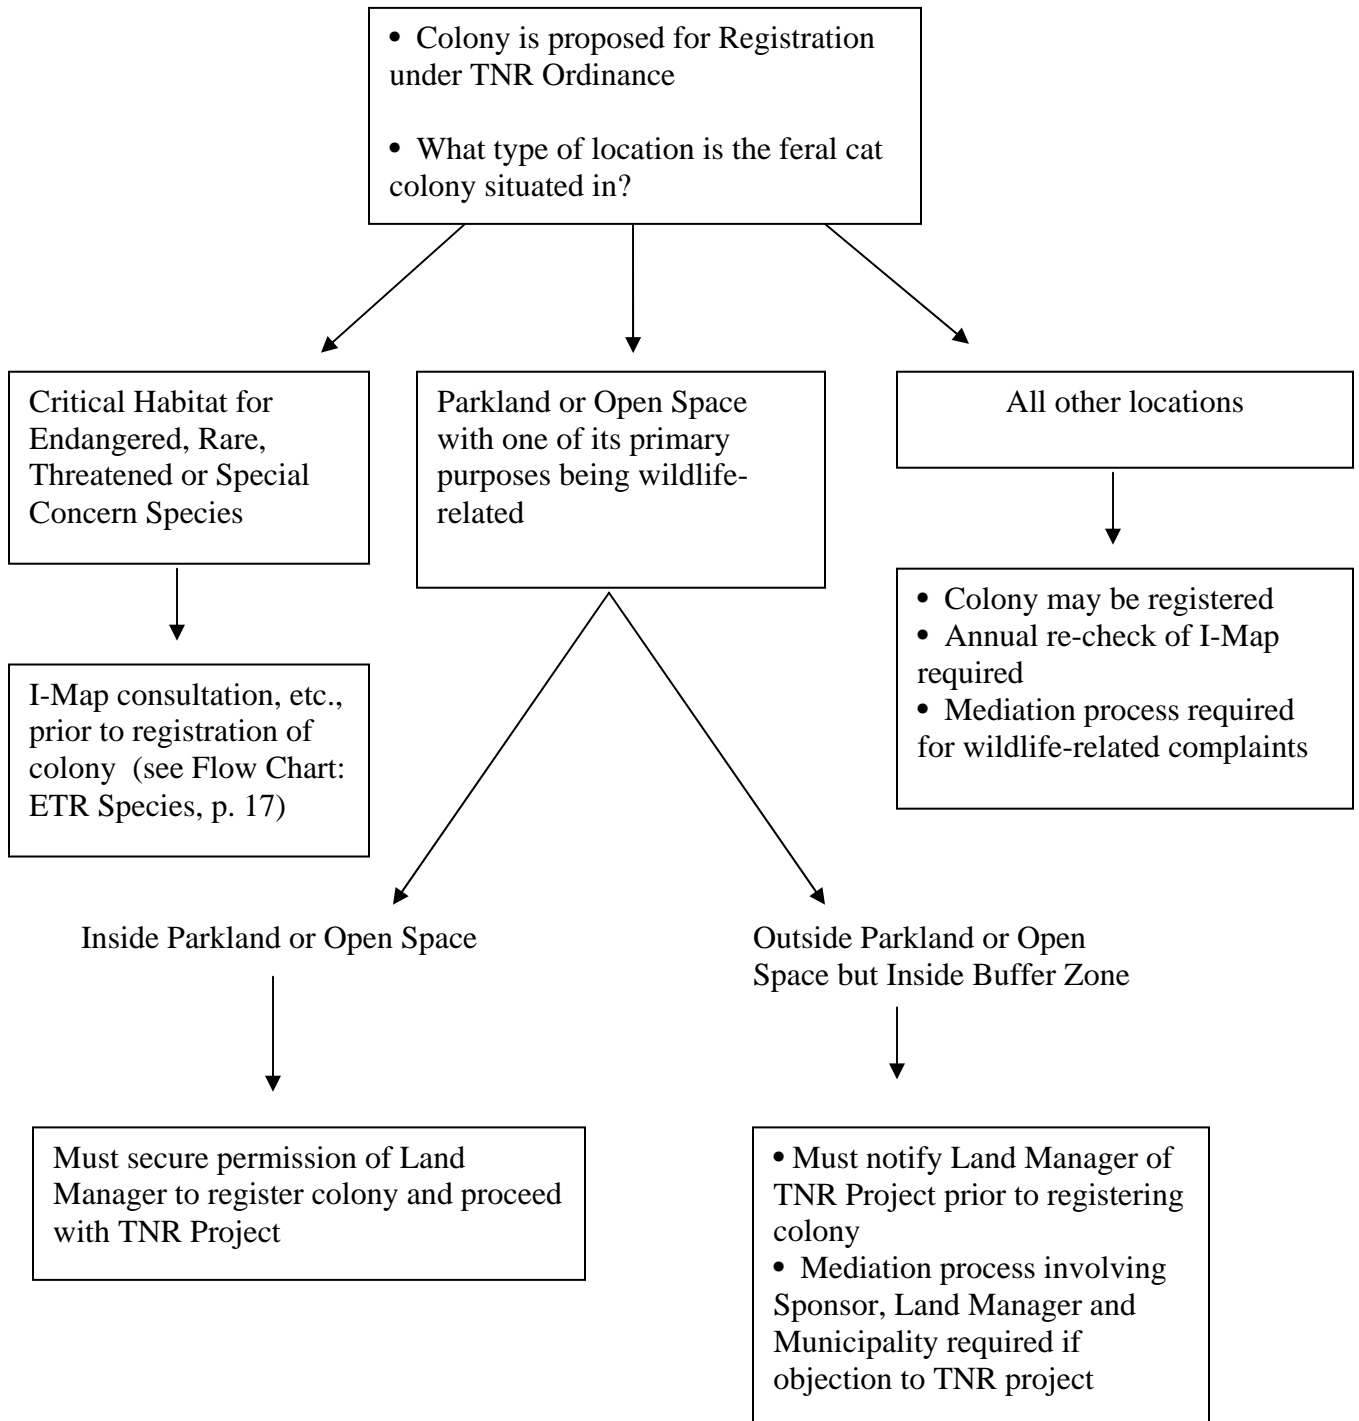 • Colony is proposed for Registration
under TNR Ordinance
• What type of location is the feral cat
colony situated in?
Critical Habitat for
Endangered, Rare,
Threatened or Special
Concern Species
Parkland or Open Space
with one of its primary
purposes being wildlife-
related
All other locations
I-Map consultation, etc.,
prior to registration of
colony (see Flow Chart:
ETR Species, p. 17)
• Colony may be registered
• Annual re-check of I-Map
required
• Mediation process required
for wildlife-related complaints
Inside Parkland or Open Space
Outside Parkland or Open
Space but Inside Buffer Zone
Must secure permission of Land
Manager to register colony and proceed
with TNR Project
• Must notify Land Manager of
TNR Project prior to registering
colony
• Mediation process involving
Sponsor, Land Manager and
Municipality required if
objection to TNR project